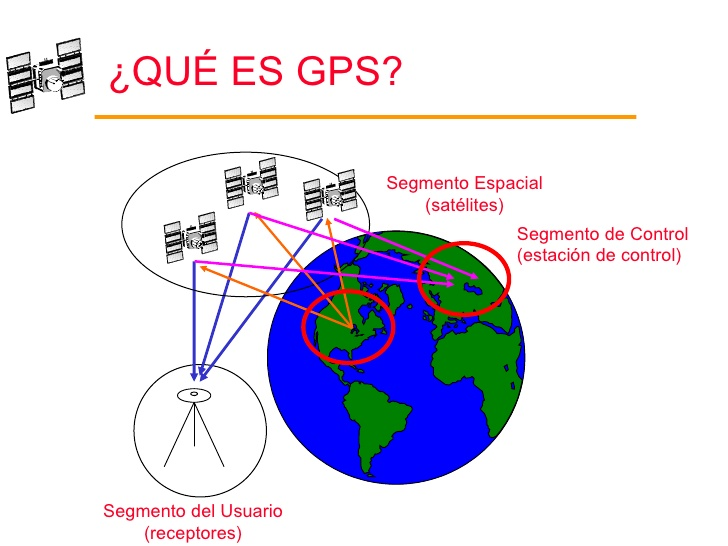 ¿QUÉ ES GPS?
Segmento Espacial
(satélites)
Segmento de Control
(estación de control)
Segmento del Usuario
(receptores)